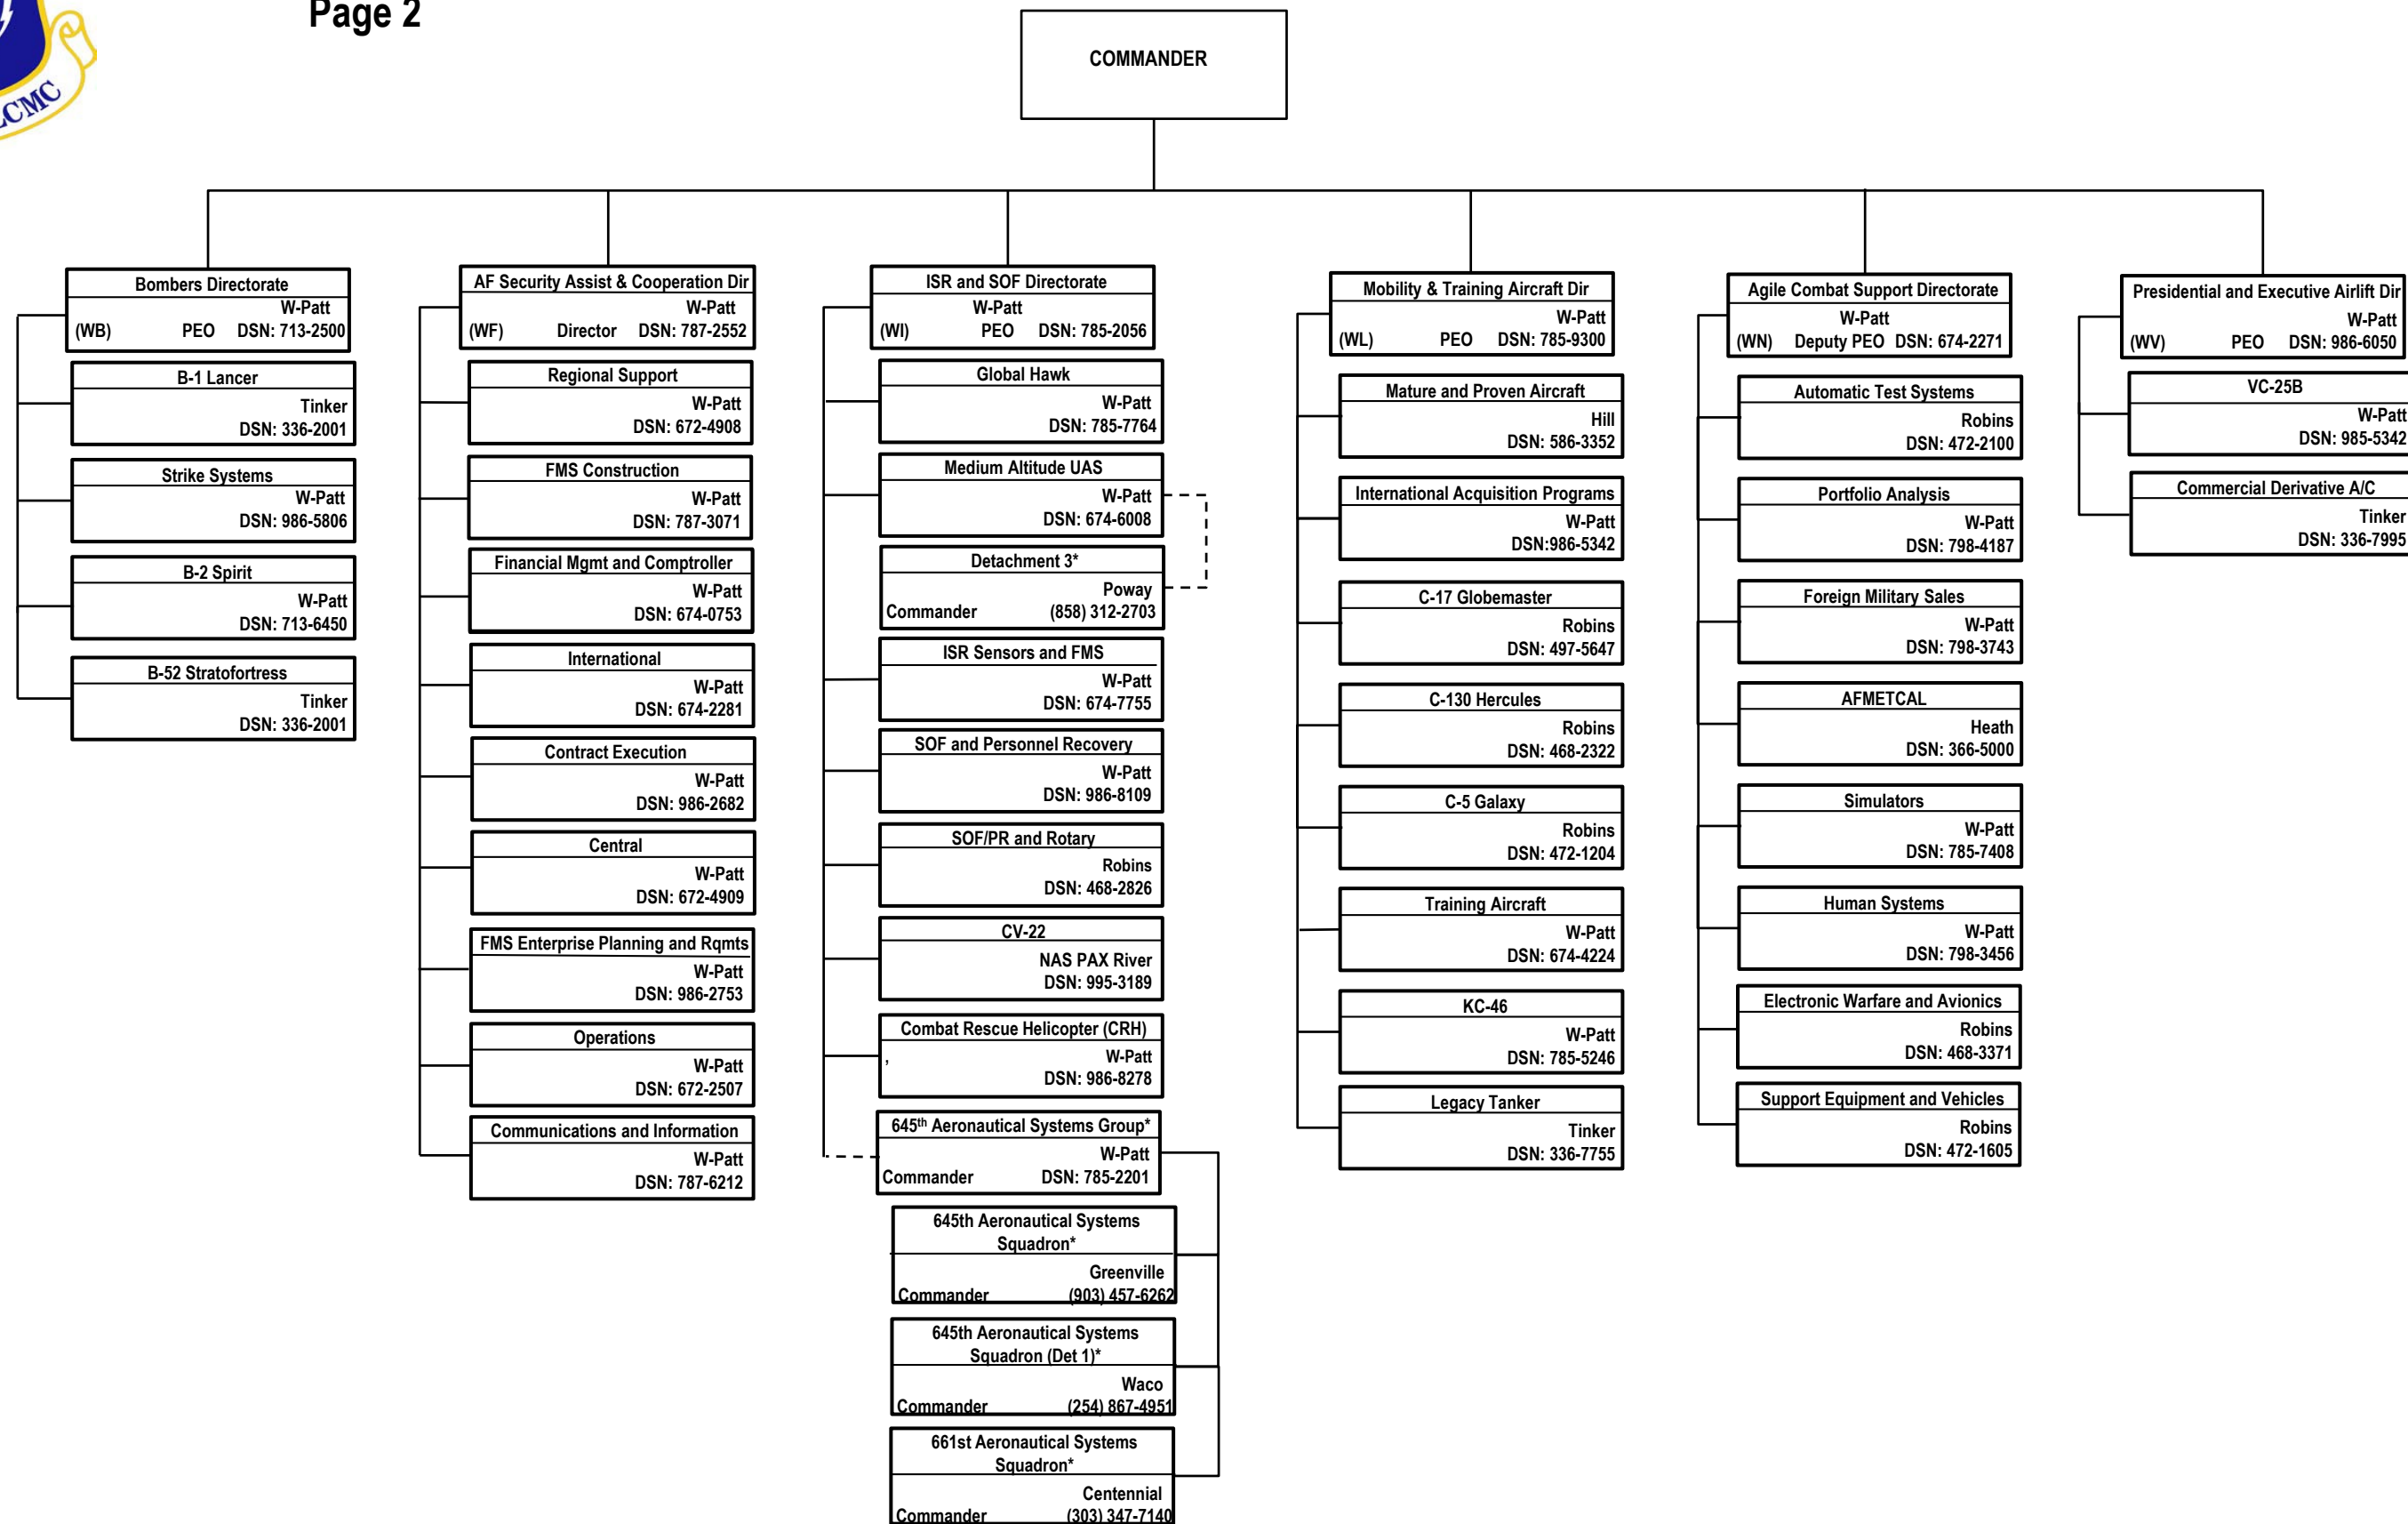 Page 2
LCMC
COMMANDER
Bombers Directorate
W-Patt
(WB) PEO DSN: 713-2500
B-1 Lancer
Tinker
DSN: 336-2001
Strike Systems
W-Patt
DSN: 986-5806
B-2 Spirit
W-Patt
DSN: 713-6450
B-52 Stratofortress
Tinker
DSN: 336-2001
AF Security Assist & Cooperation Dir
W-Patt
(WF) Director DSN: 787-2552
Regional Support
W-Patt
DSN: 672-4908
FMS Construction
W-Patt
DSN: 787-3071
Financial Mgmt and Comptroller
W-Patt
DSN: 674-0753
International
W-Patt
DSN: 674-2281
Contract Execution
W-Patt
DSN: 986-2682
Central
W-Patt
DSN: 672-4909
FMS Enterprise Planning and Rqmts
W-Patt
DSN: 986-2753
Operations
W-Patt
DSN: 672-2507
Communications and Information
W-Patt
DSN: 787-6212
ISR and SOF Directorate
W-Patt
(WI) PEO DSN: 785-2056
Global Hawk
W-Patt
DSN: 785-7764
Medium Altitude UAS
W-Patt
DSN: 674-6008
Detachment 3*
Poway
Commander (858) 312-2703
ISR Sensors and FMS
W-Patt
DSN: 674-7755
SOF and Personnel Recovery
W-Patt
DSN: 986-8109
SOF/PR and Rotary
Robins
DSN: 468-2826
CV-22
NAS PAX River
DSN: 995-3189
Combat Rescue Helicopter (CRH)
, W-Patt
DSN: 986-8278
645th Aeronautical Systems Group*
W-Patt
Commander DSN: 785-2201
645th Aeronautical Systems
Squadron*
Greenville
Commander (903) 457-6262
645th Aeronautical Systems
Squadron (Det 1)*
Waco
Commander (254) 867-4951
661st Aeronautical Systems
Squadron*
Centennial
Commander (303) 347-7140
Mobility & Training Aircraft Dir
W-Patt
(WL) PEO DSN: 785-9300
Mature and Proven Aircraft
Hill
DSN: 586-3352
International Acquisition Programs
W-Patt
DSN:986-5342
C-17 Globemaster
Robins
DSN: 497-5647
C-130 Hercules
Robins
DSN: 468-2322
C-5 Galaxy
Robins
DSN: 472-1204
Training Aircraft
W-Patt
DSN: 674-4224
KC-46
W-Patt
DSN: 785-5246
Legacy Tanker
Tinker
DSN: 336-7755
Agile Combat Support Directorate
W-Patt
(WN) Deputy PEO DSN: 674-2271
Automatic Test Systems
Robins
DSN: 472-2100
Portfolio Analysis
W-Patt
DSN: 798-4187
Foreign Military Sales
W-Patt
DSN: 798-3743
AFMETCAL
Heath
DSN: 366-5000
Simulators
W-Patt
DSN: 785-7408
Human Systems
W-Patt
DSN: 798-3456
Electronic Warfare and Avionics
Robins
DSN: 468-3371
Support Equipment and Vehicles
Robins
DSN: 472-1605
Presidential and Executive Airlift Dir
W-Patt
(WV) PEO DSN: 986-6050
VC-25B
W-Patt
DSN: 985-5342
Commercial Derivative A/C
Tinker
DSN: 336-7995